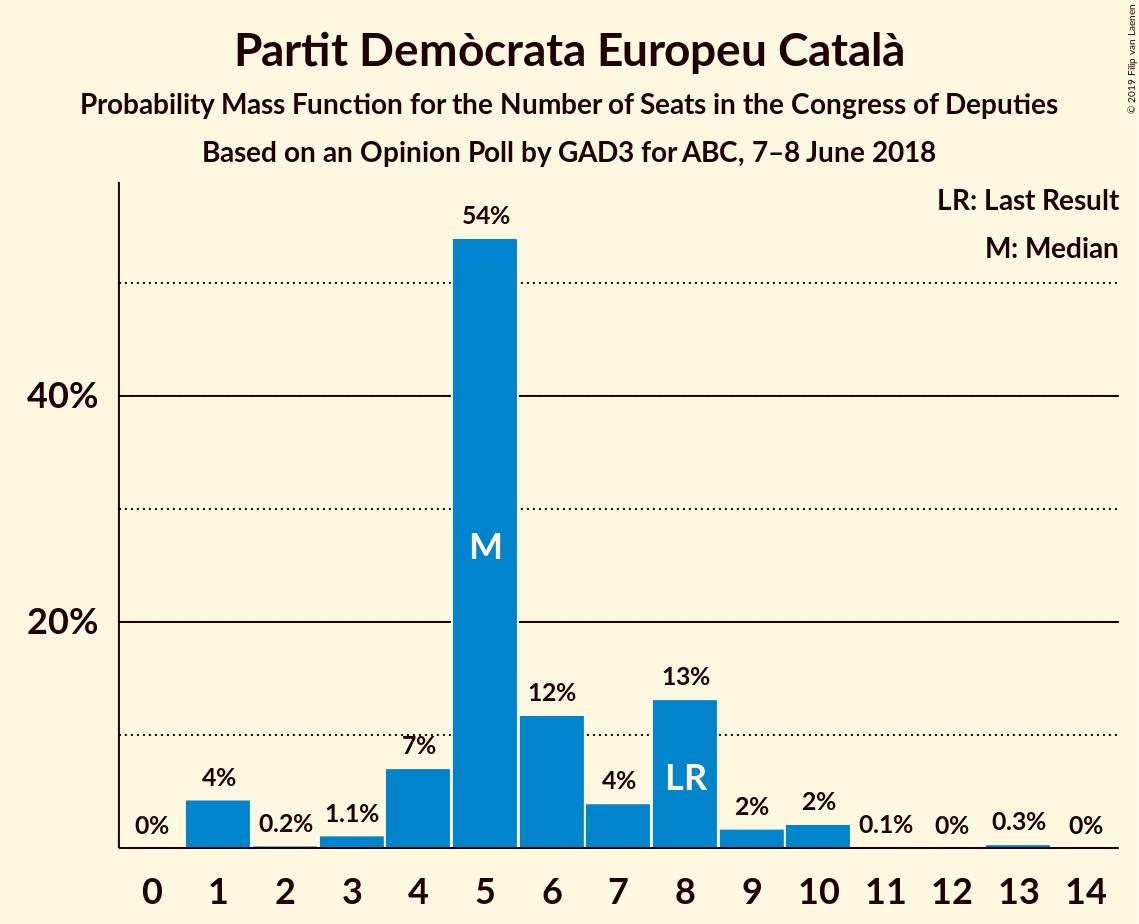 Partit Demòcrata Europeu Català
Probability Mass Function for the Number of Seats in the Congress of Deputies
Based on an Opinion Poll by GAD3 for ABC, 7–8 June 2018
© 2019 Filip van Laenen
LR: Last Result
M: Median
40%
20%
0%
4%
0.2%
1.1%
7%
54%
M
12%
4%
13%
LR
2%
2%
0.1%
0%
0.3%
0%
0 1 2 3 4 5 6 7 8 9 10 11 12 13 14